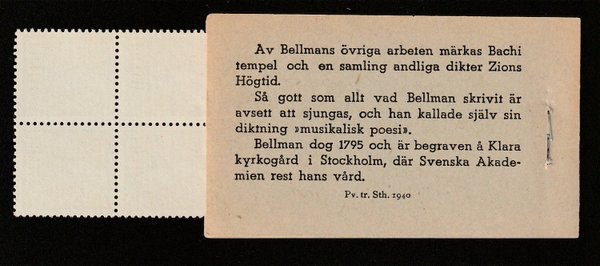 Av Bellmans övriga arbeten märkas Bachi
tempel och en samling andliga dikter Zions
Högtid.
Så gott som allt vad Bellman skrivit är
avsett att sjungas, och han kallade själv sin
diktning »musikalisk poesi».
Bellman dog 1795 och är begraven å Klara
kyrkogård i Stockholm, där Svenska Akade-
mien rest hans vård.
Pv. tr. Sth. 1940